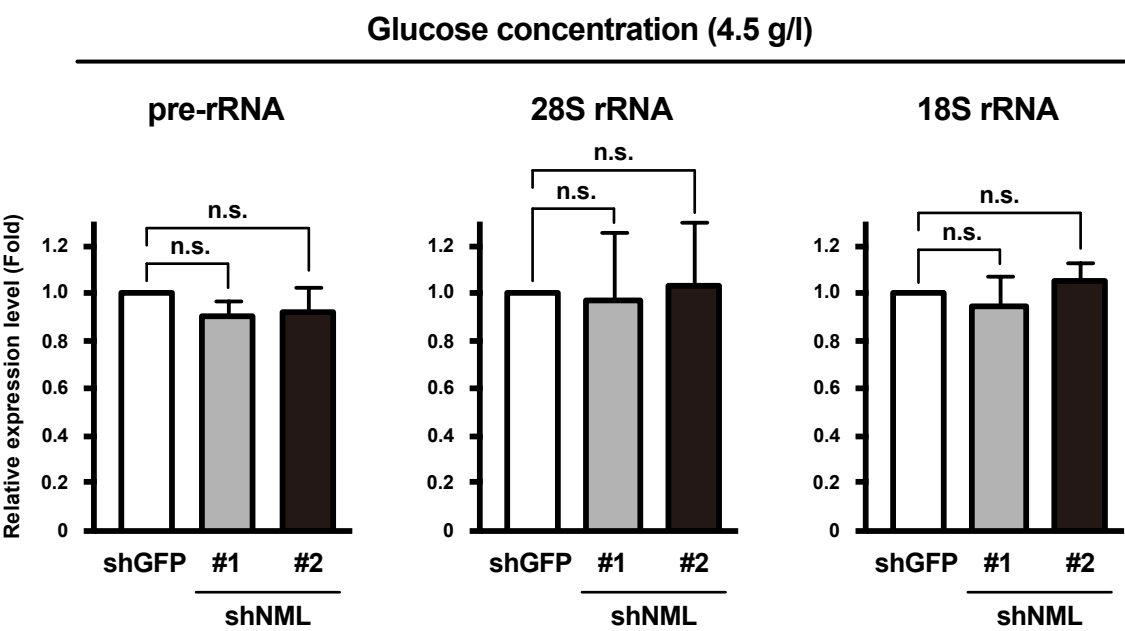 Glucose concentration (4.5 g/l)
pre-rRNA
28S rRNA
18S rRNA
Relative expression level (Fold)
n.s.
n.s.
1.2
1.0
0.8
0.6
0.4
0.2
0
shGFP #1 #2
shNML
n.s.
n.s.
1.2
1.0
0.8
0.6
0.4
0.2
0
shGFP #1 #2
shNML
n.s.
n.s.
1.2
1.0
0.8
0.6
0.4
0.2
0
shGFP #1 #2
shNML